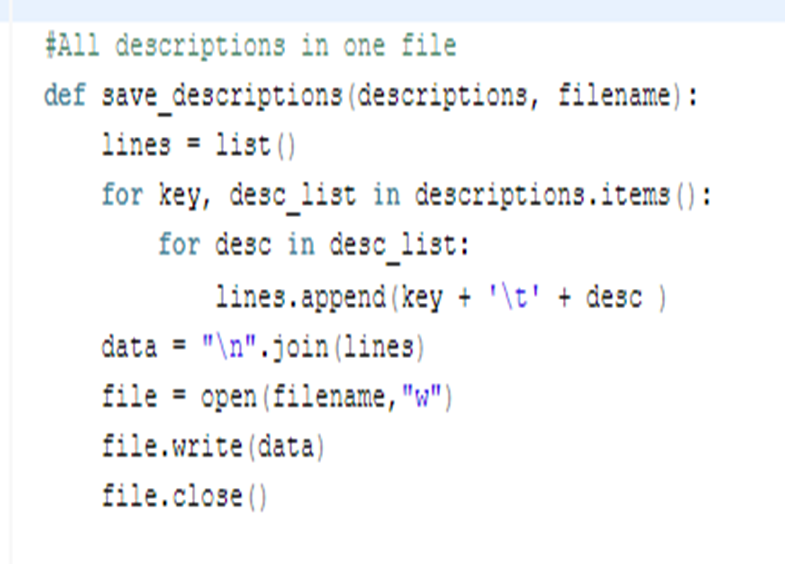 #All descriptions in one file
def save_descriptions(descriptions, filename):
    lines = list()
    for key, desc_list in descriptions.items():
        for desc in desc_list:
            lines.append(key + '\t' + desc )
    data = "\n".join(lines)
    file = open(filename,"w")
    file.write(data)
    file.close()